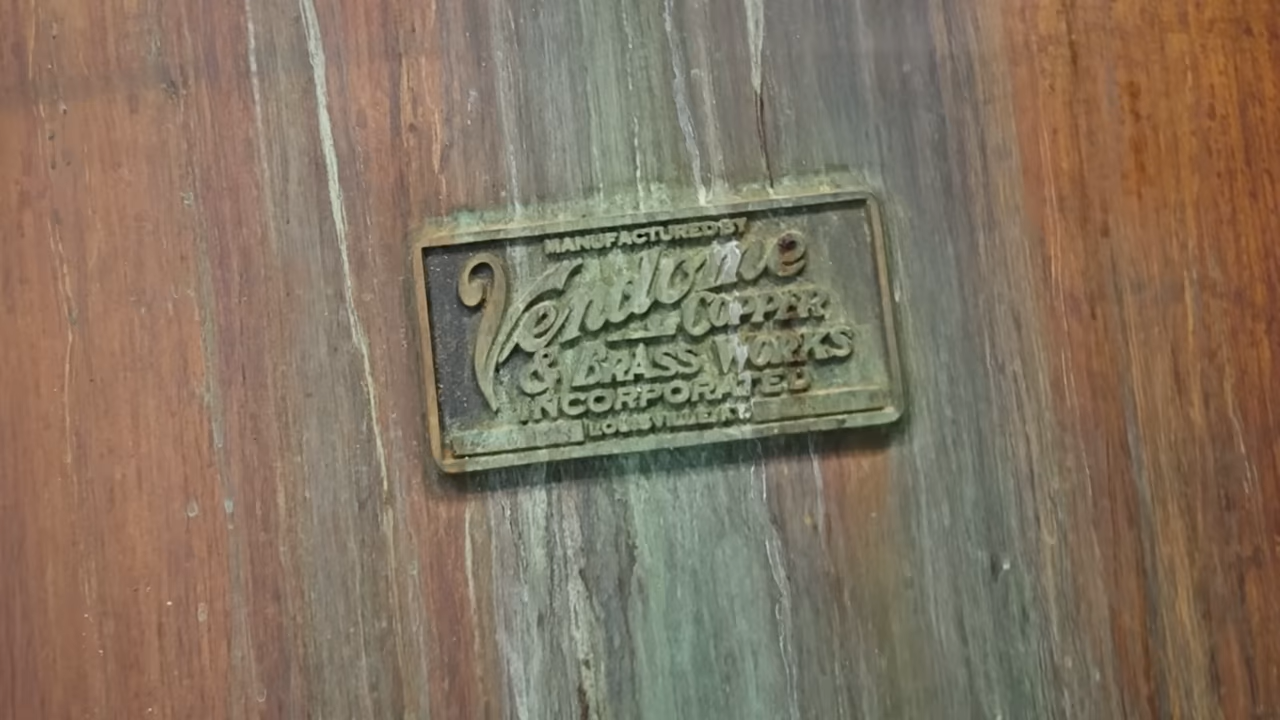 MANUFACTURED BY
Vendome
COPPER
& BRASS WORKS
INCORPORATED
LOUISVILLE, KY.